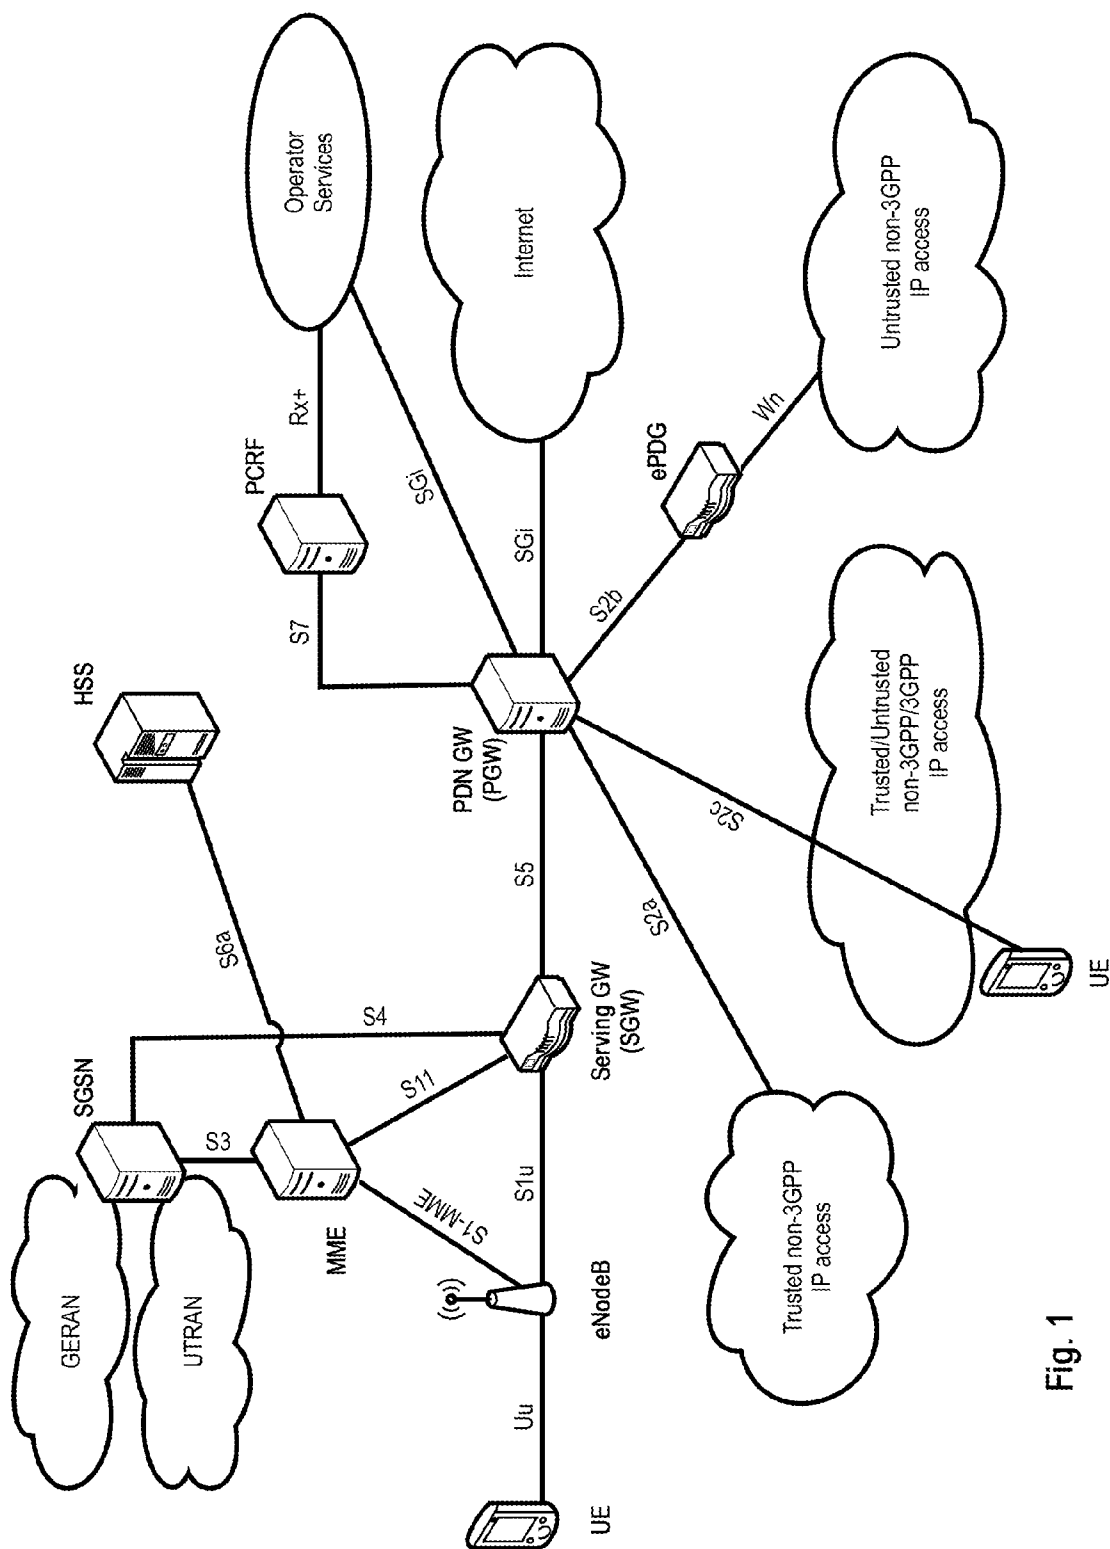 GERAN
UTRAN
SGSN
HSS
S6a
S3
S4
MME
S11
S1-MME
PCRF
Rx+
S7
Operator
Services
SGi
Uu
eNodeB
S1u
Serving GW
(SGW)
S5
PDN GW
(PGW)
SGi
Internet
UE
Trusted non-3GPP
IP access
S2a
S2c
Trusted/Untrusted
non-3GPP/3GPP
IP access
UE
S2b
ePDG
Wn
Untrusted non-3GPP
IP access
Fig. 1